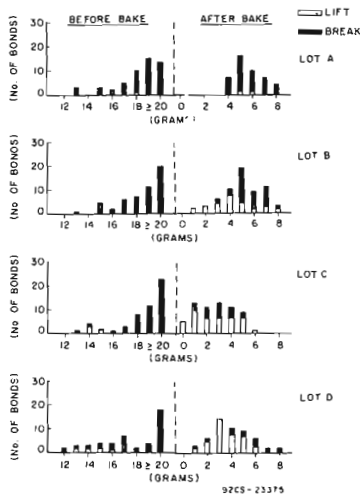 LIFT
BREAK
BEFORE BAKE
AFTER BAKE
(No. OF BONDS)
30
20
10
0
12 14 16 18 ≥ 20 0 2 4 6 8
(GRAM
LOT A
(No. OF BONDS)
30
20
10
0
12 14 16 18 ≥ 20 0 2 4 6 8
(GRAMS)
LOT B
(No. OF BONDS)
30
20
10
0
12 14 16 18 ≥ 20 0 2 4 6 8
(GRAMS)
LOT C
(No. OF BONDS)
30
20
10
0
12 14 16 18 ≥ 20 0 2 4 6 8
(GRAMS)
LOT D
92CS-23375